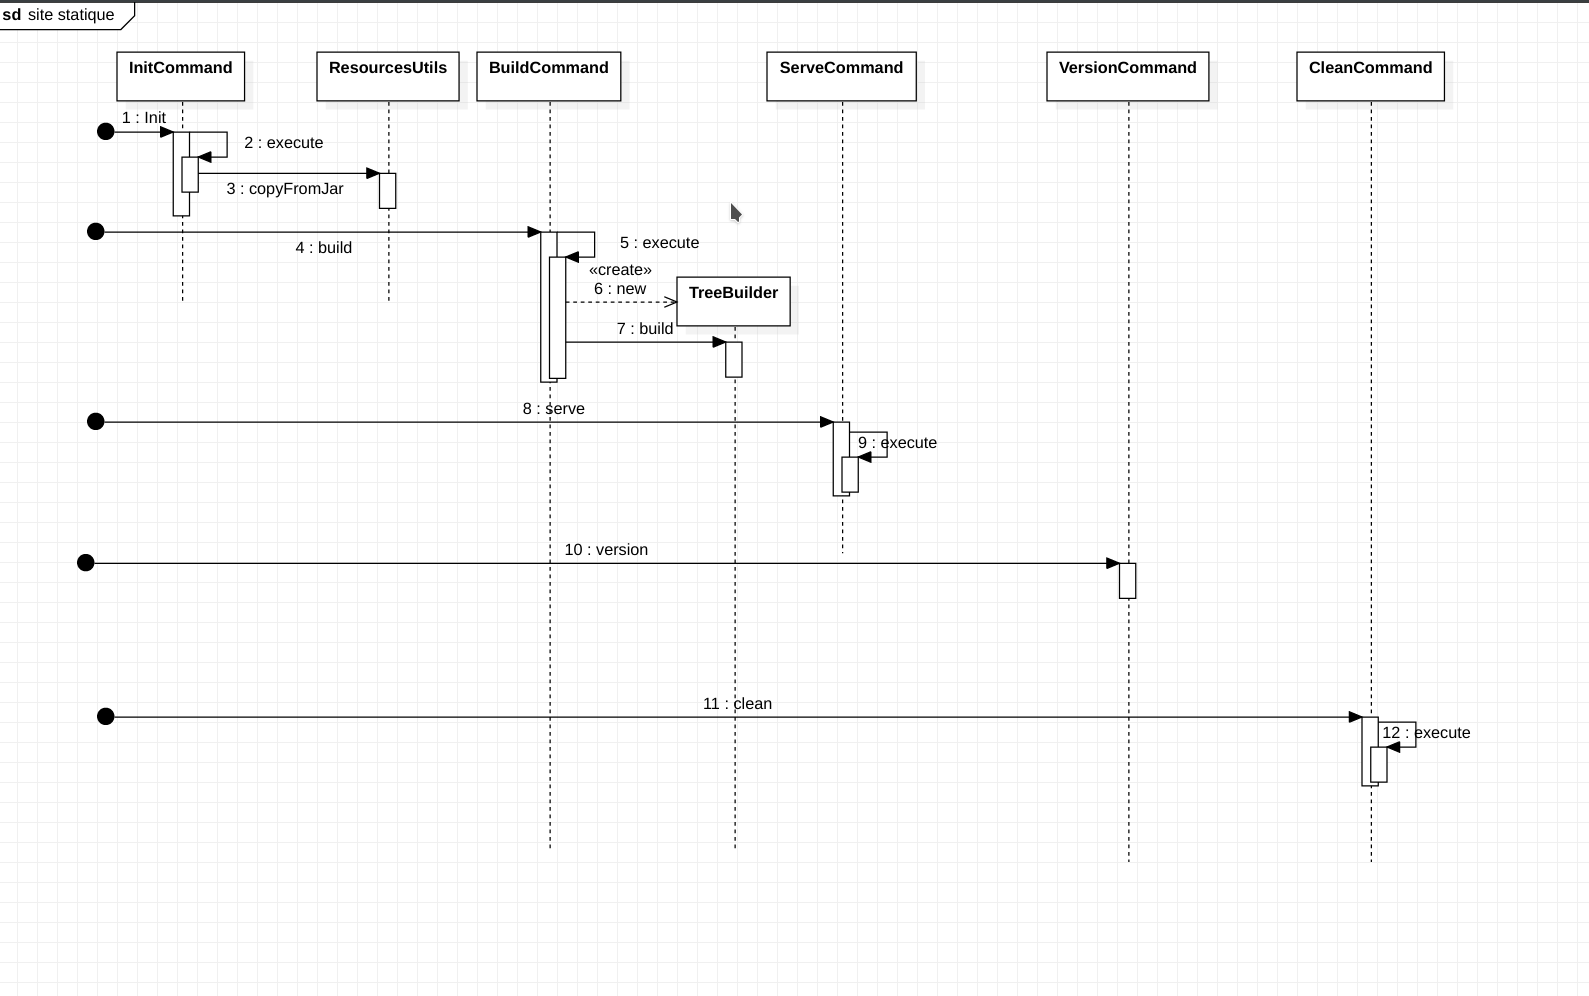 sd site statique
InitCommand
ResourcesUtils
BuildCommand
ServeCommand
VersionCommand
CleanCommand
1 : Init
2 : execute
3 : copyFromJar
4 : build
5 : execute
«create»
6 : new
TreeBuilder
7 : build
8 : serve
9 : execute
10 : version
11 : clean
12 : execute